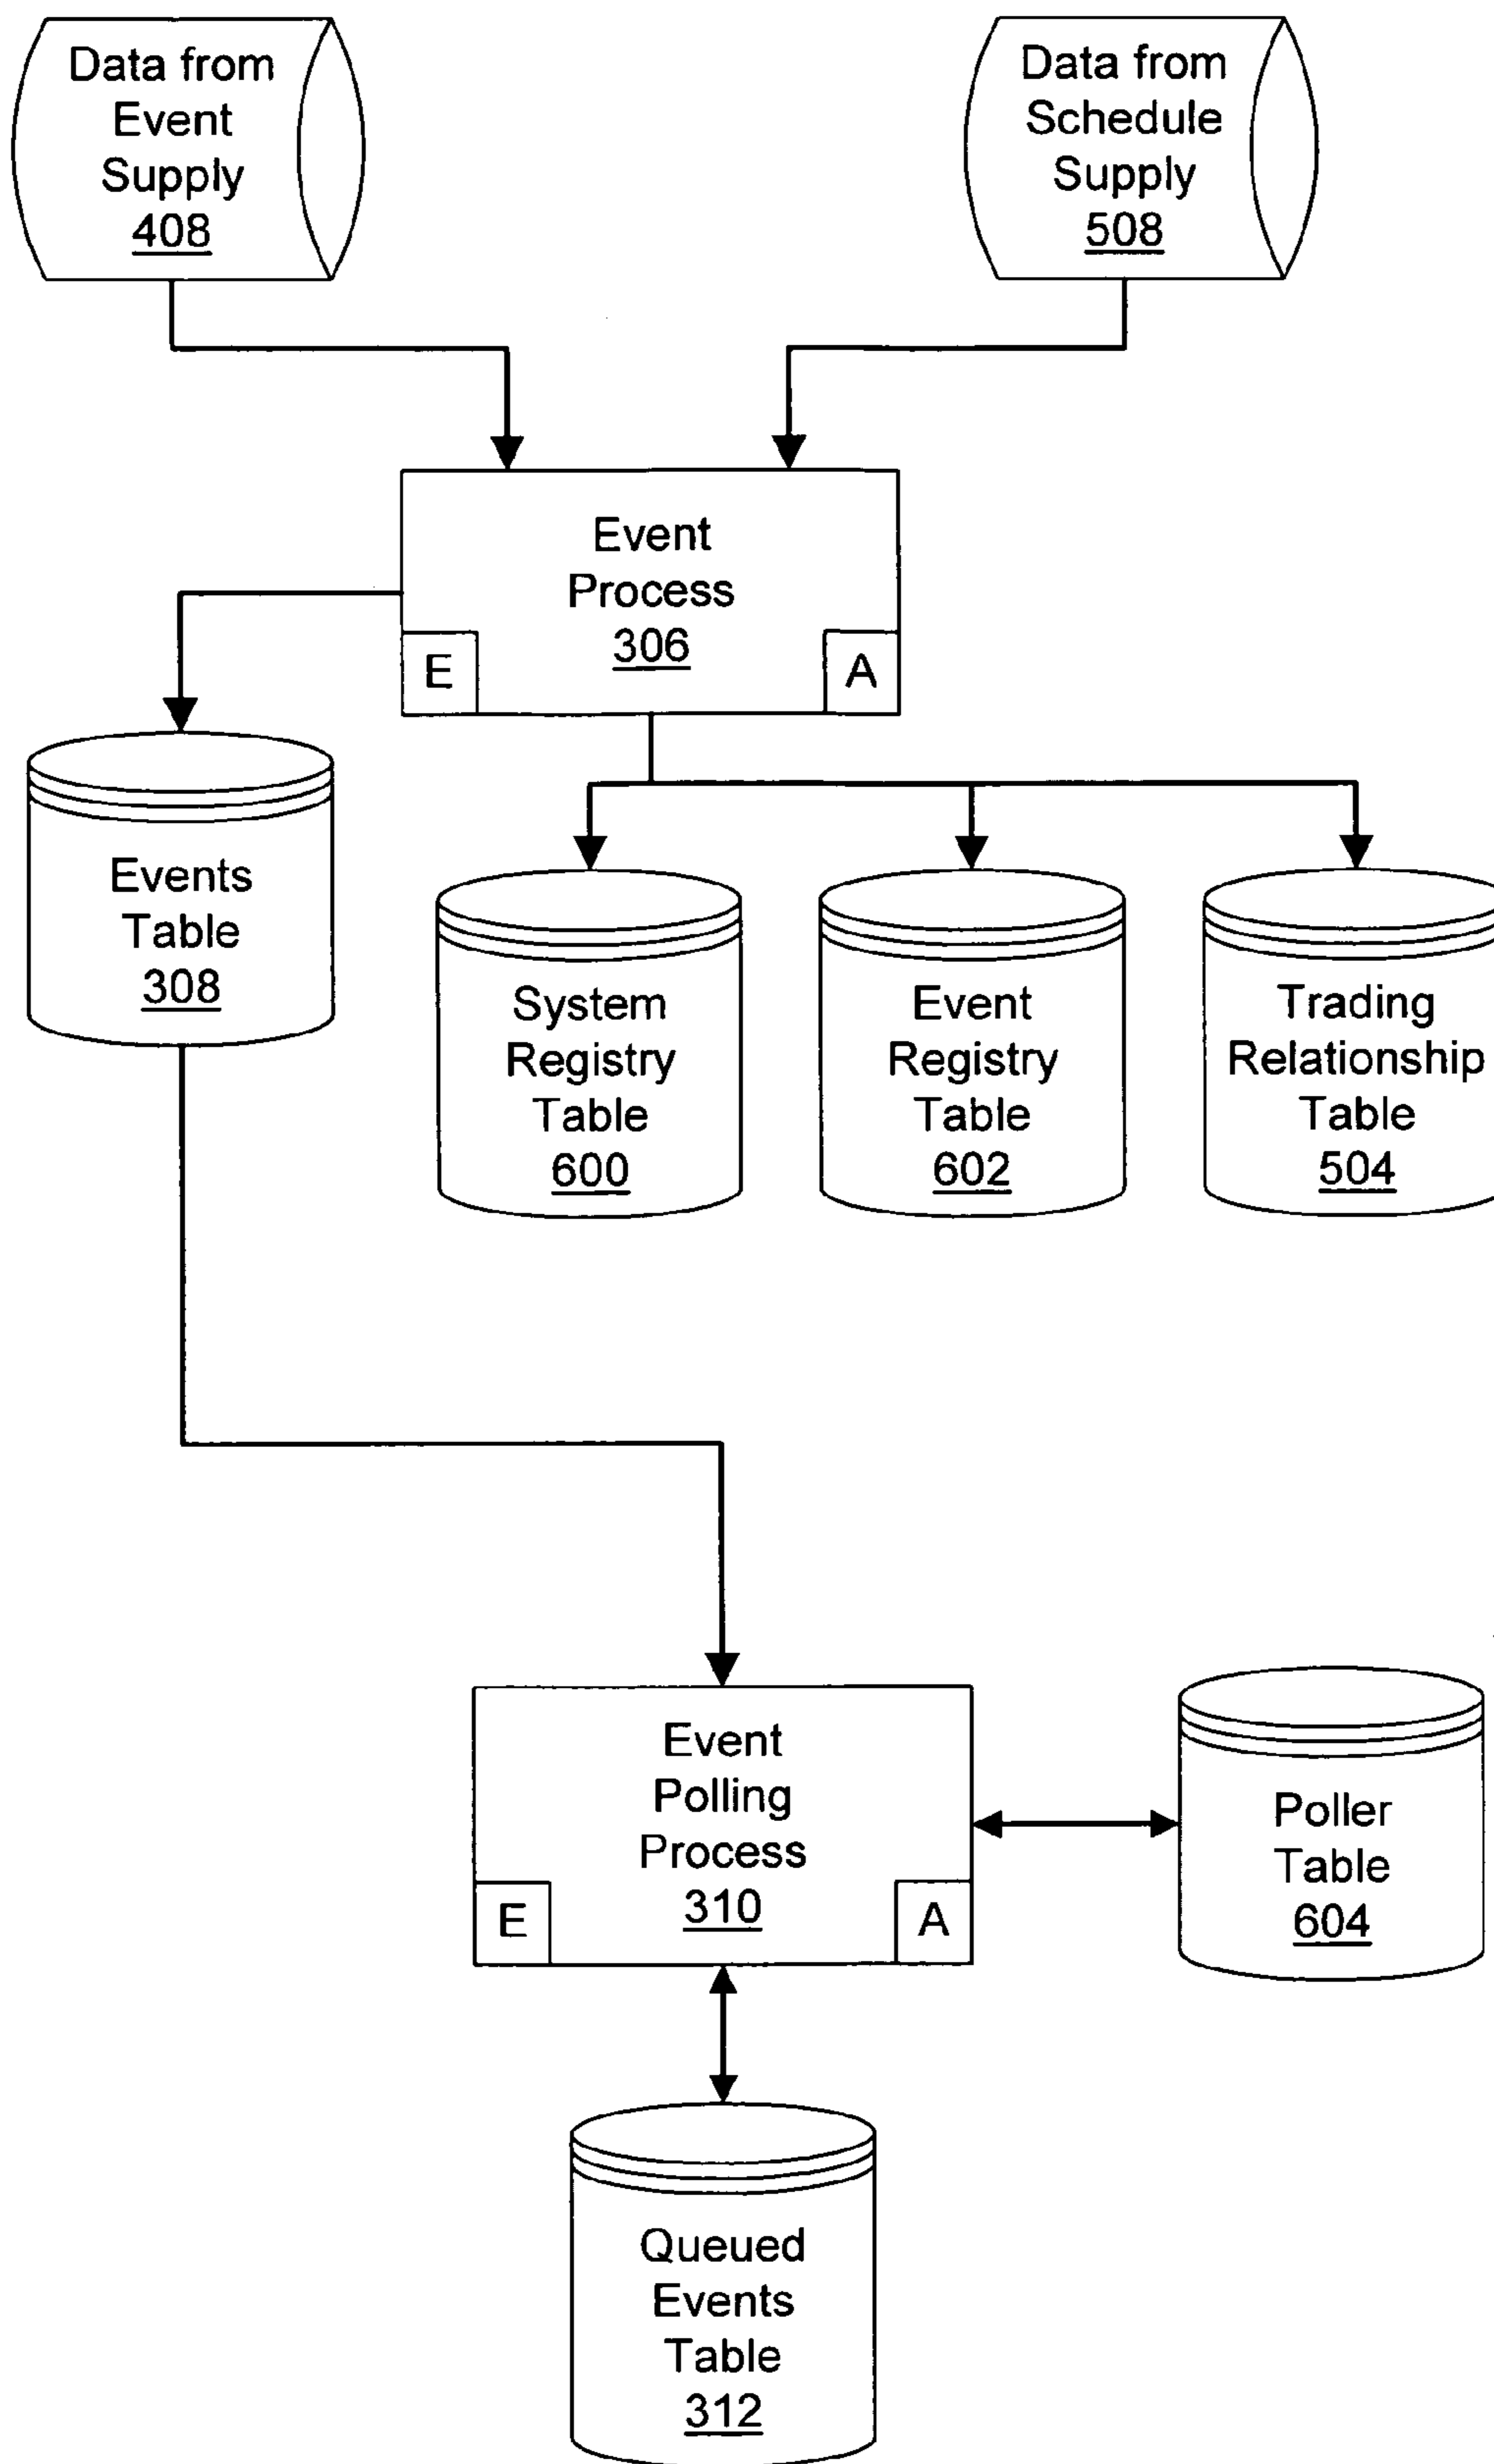 Data from
Event
Supply
408
Data from
Schedule
Supply
508
Event
Process
306
E
A
Events
Table
308
System
Registry
Table
600
Event
Registry
Table
602
Trading
Relationship
Table
504
Event
Polling
Process
310
E
A
Poller
Table
604
Queued
Events
Table
312